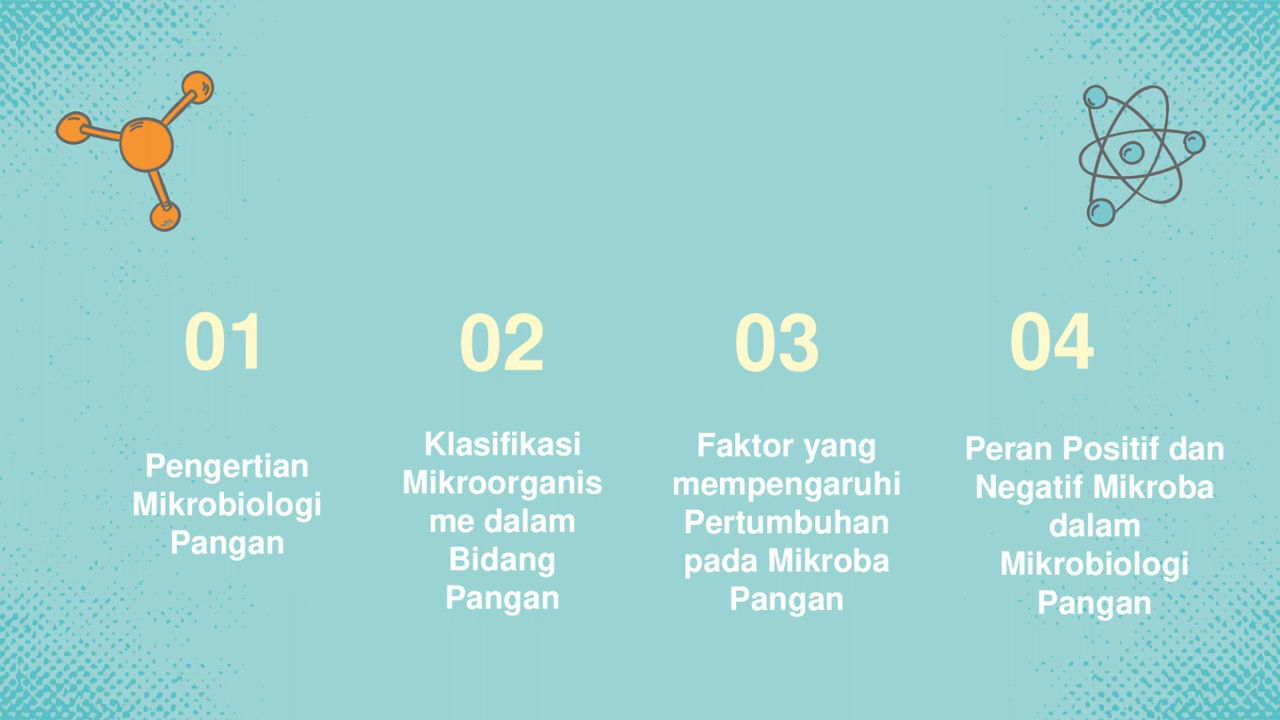 01
Pengertian
Mikrobiologi
Pangan
02
Klasifikasi
Mikroorganis
me dalam
Bidang
Pangan
03
Faktor yang
mempengaruhi
Pertumbuhan
pada Mikroba
Pangan
04
Peran Positif dan
Negatif Mikroba
dalam
Mikrobiologi
Pangan